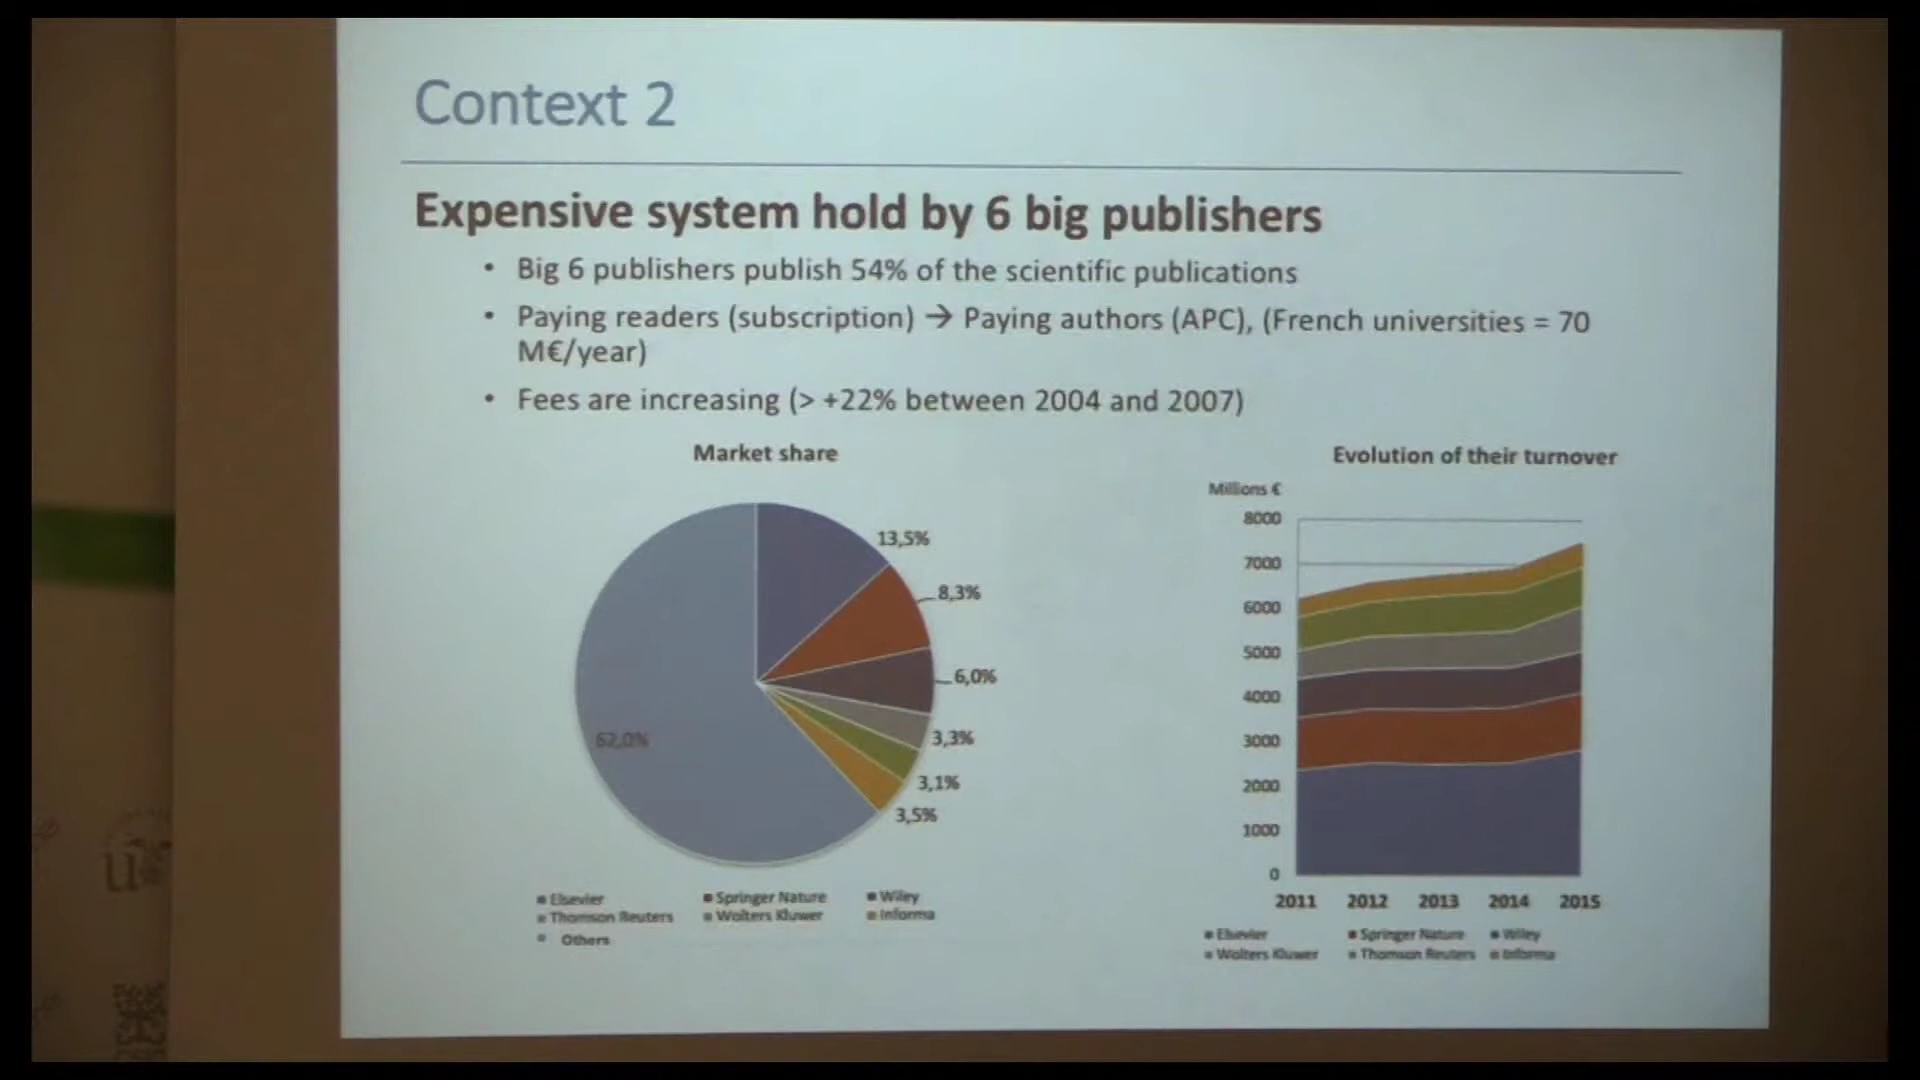 Context 2
Expensive system hold by 6 big publishers
• Big 6 publishers publish 54% of the scientific publications
• Paying readers (subscription) → Paying authors (APC), (French universities = 70
M€/year)
• Fees are increasing (> +22% between 2004 and 2007)
Market share
13,5%
8,3%
6,0%
3,3%
3,1%
3,5%
62,0%
Elsevier Springer Nature Wiley
Thomson Reuters Wolters Kluwer Informa
Others
Evolution of their turnover
Millions €
8000
7000
6000
5000
4000
3000
2000
1000
0
2011 2012 2013 2014 2015
Elsevier Springer Nature Wiley
Wolters Kluwer Thomson Reuters Informa
u